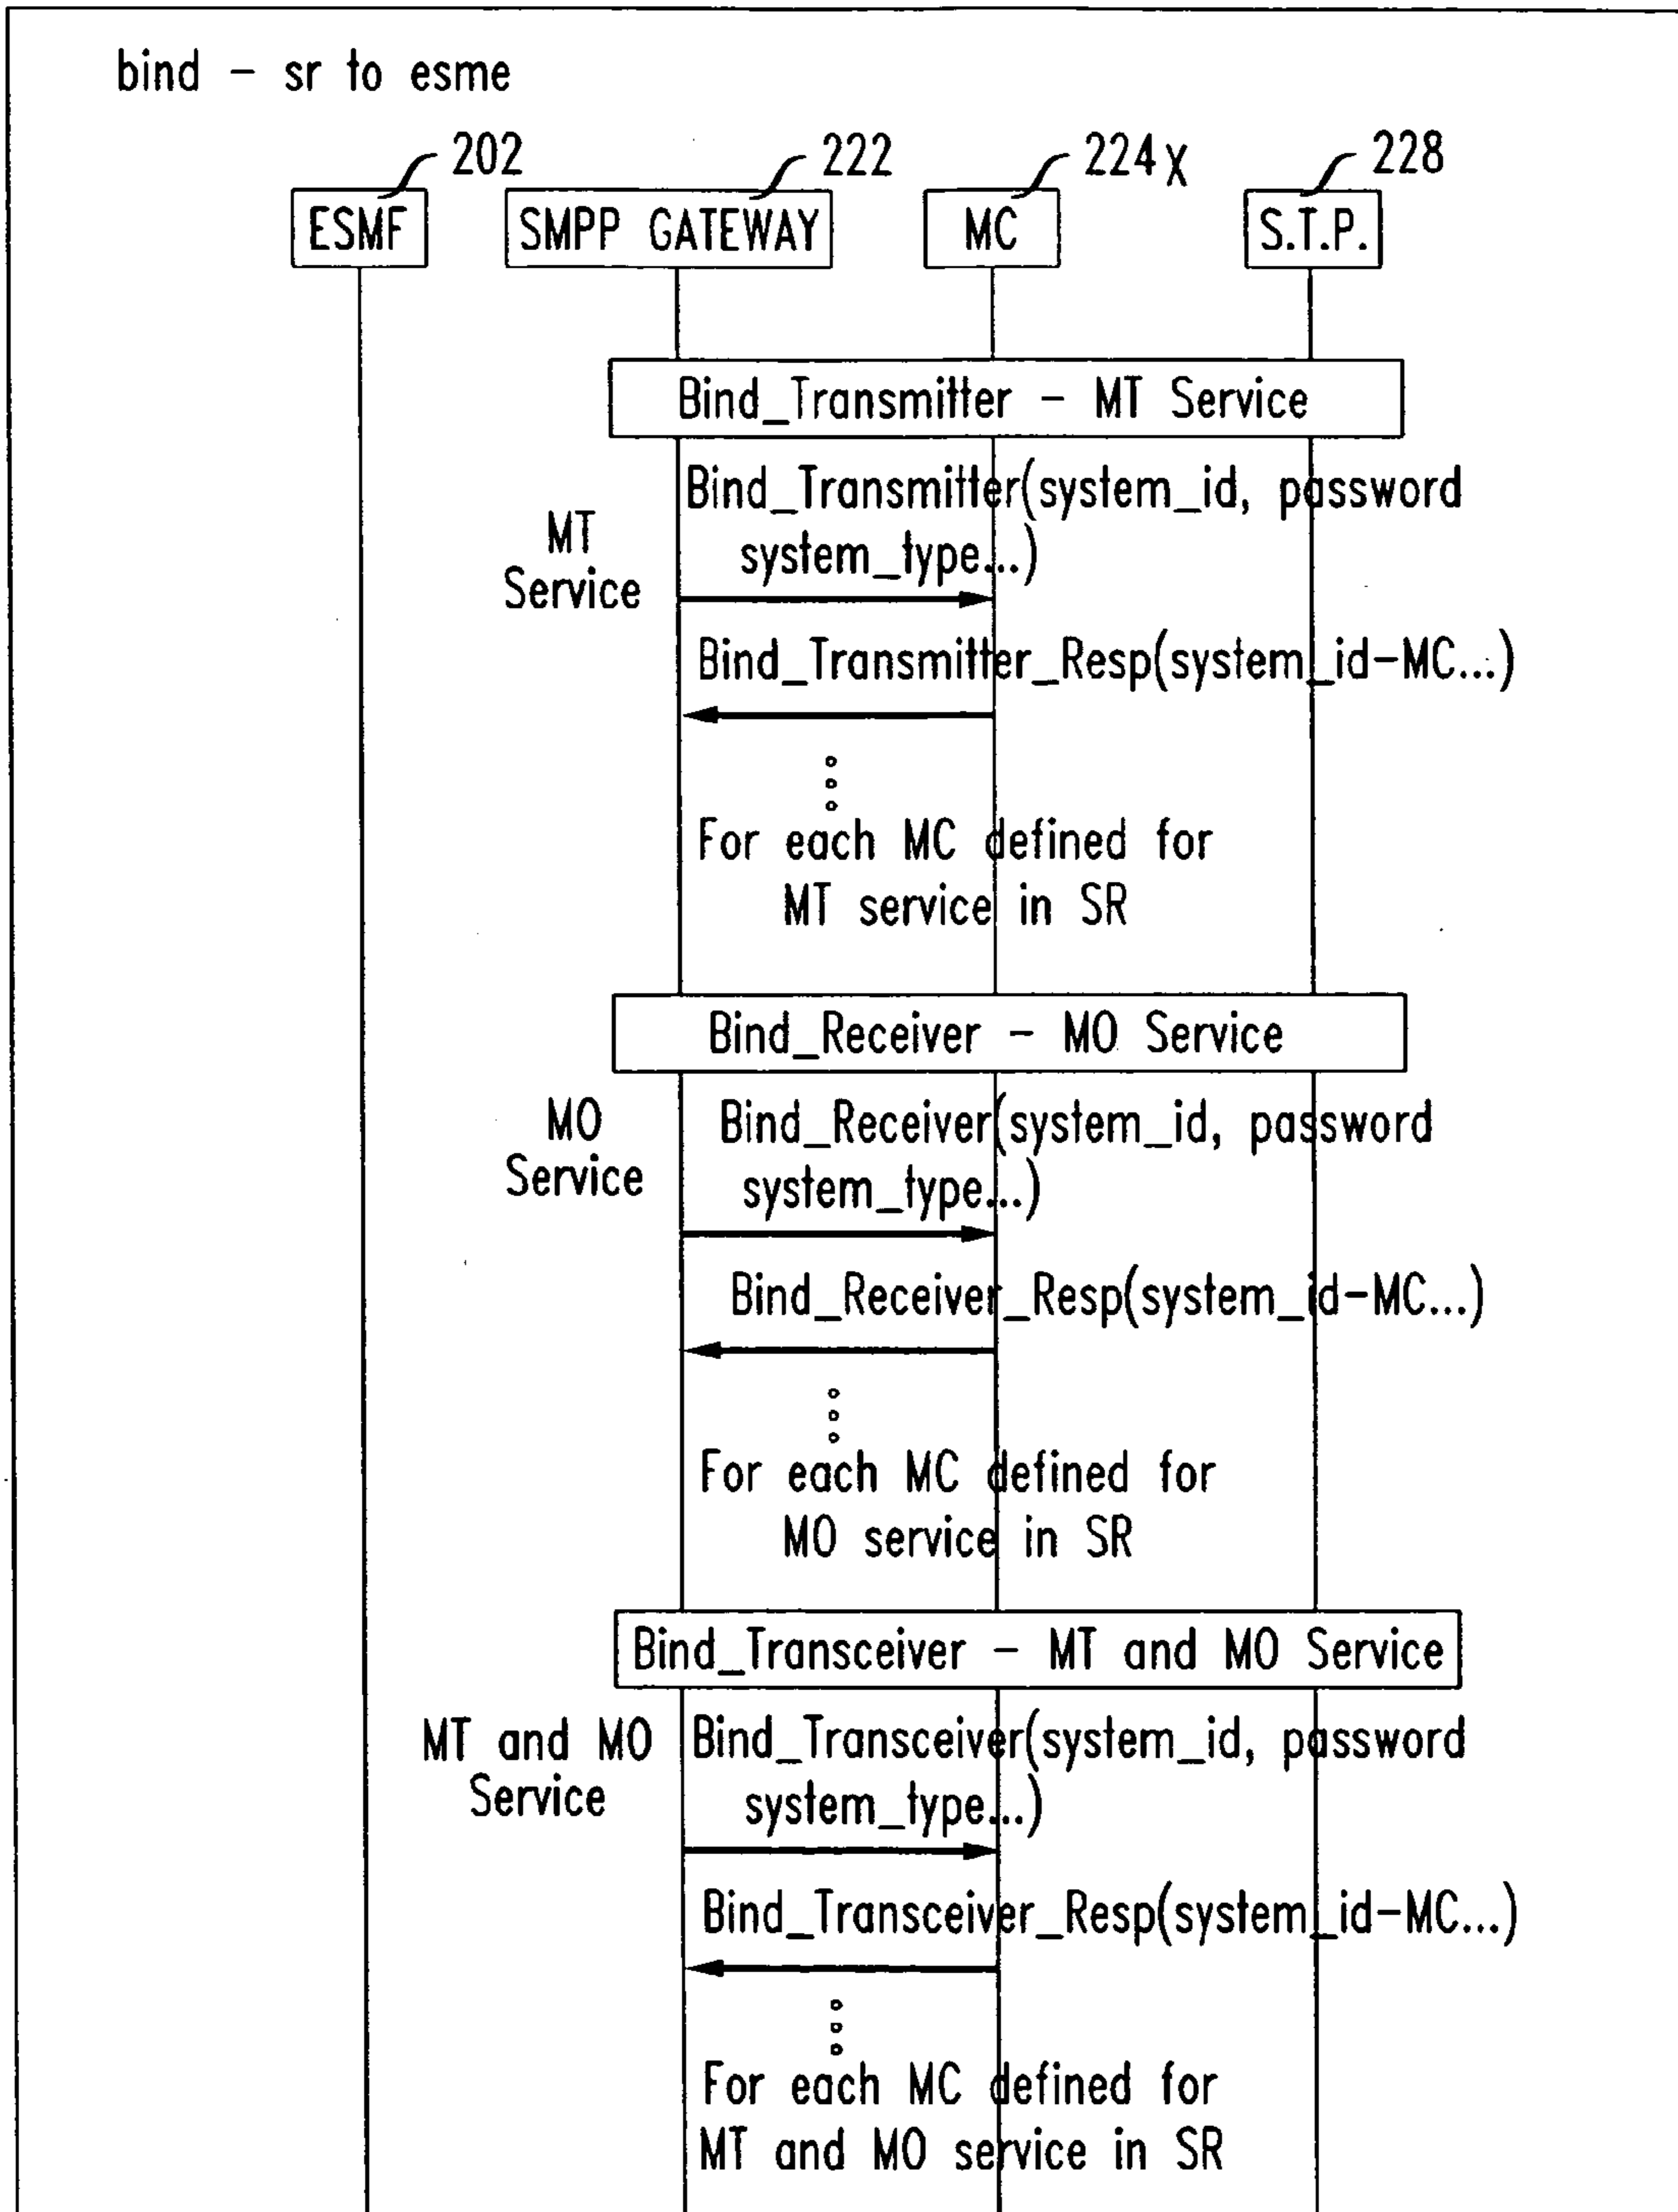 bind - sr to esme
202 222 224X 228
ESMF SMPP GATEWAY MC S.T.P.
Bind_Transmitter - MT Service
MT
Service
Bind_Transmitter(system_id, password
system_type...)
Bind_Transmitter_Resp(system_id-MC...)
For each MC defined for
MT service in SR
Bind_Receiver - MO Service
MO
Service
Bind_Receiver(system_id, password
system_type...)
Bind_Receiver_Resp(system_id-MC...)
For each MC defined for
MO service in SR
Bind_Transceiver - MT and MO Service
MT and MO
Service
Bind_Transceiver(system_id, password
system_type...)
Bind_Transceiver_Resp(system_id-MC...)
For each MC defined for
MT and MO service in SR